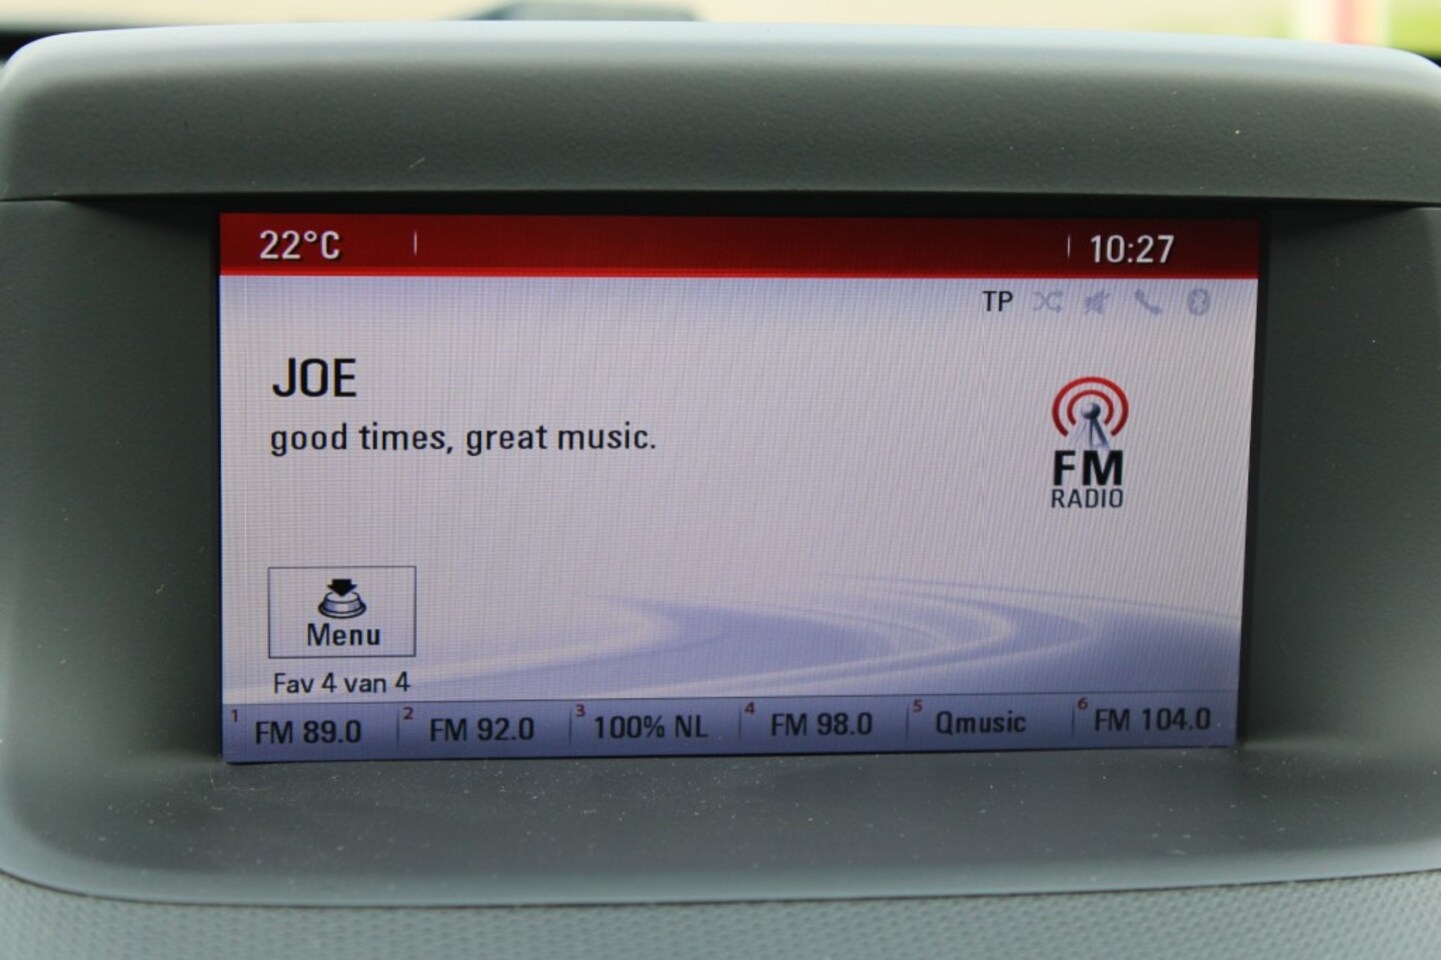 22°C 10:27
TP
JOE
good times, great music.
FM
RADIO
Menu
Fav 4 van 4
1 FM 89.0 2 FM 92.0 3 100% NL 4 FM 98.0 5 Qmusic 6 FM 104.0